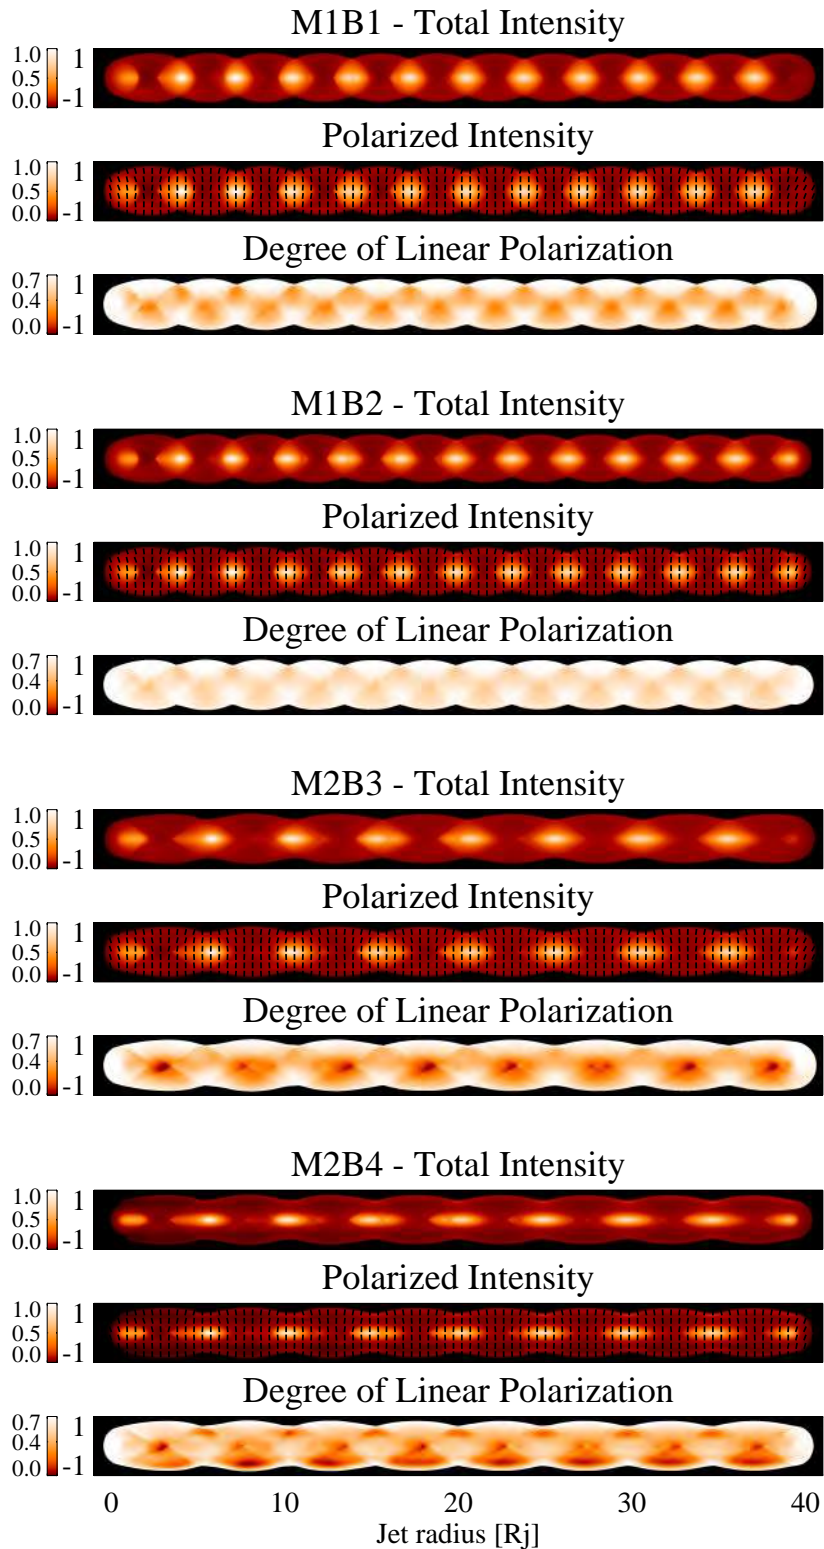 M1B1 - Total Intensity
1.0 1
0.5
0.0 -1
Polarized Intensity
1.0 1
0.5
0.0 -1
Degree of Linear Polarization
0.7 1
0.4
0.0 -1
M1B2 - Total Intensity
1.0 1
0.5
0.0 -1
Polarized Intensity
1.0 1
0.5
0.0 -1
Degree of Linear Polarization
0.7 1
0.4
0.0 -1
M2B3 - Total Intensity
1.0 1
0.5
0.0 -1
Polarized Intensity
1.0 1
0.5
0.0 -1
Degree of Linear Polarization
0.7 1
0.4
0.0 -1
M2B4 - Total Intensity
1.0 1
0.5
0.0 -1
Polarized Intensity
1.0 1
0.5
0.0 -1
Degree of Linear Polarization
0.7 1
0.4
0.0 -1
0 10 20 30 40
Jet radius [Rj]